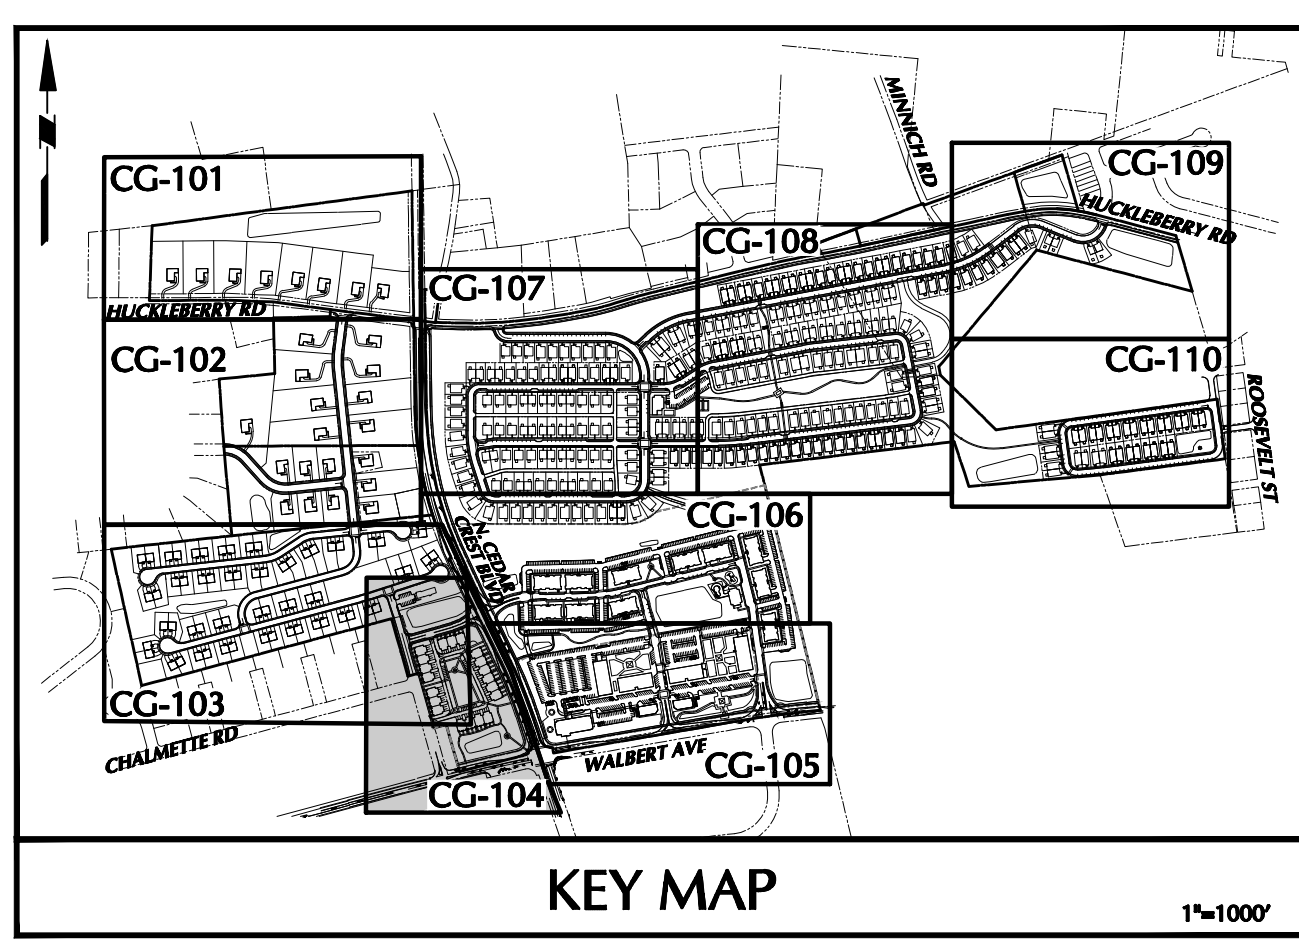 MINNICH RD
CG-109
CG-101
HUCKLEBERRY RD
CG-108
CG-107
HUCKLEBERRY RD
CG-102
CG-110
ROOSEVELT ST
CG-106
N. CEDAR
CREST BLVD
CG-103
CHALMETTE RD
WALBERT AVE
CG-105
CG-104
KEY MAP
1"=1000'